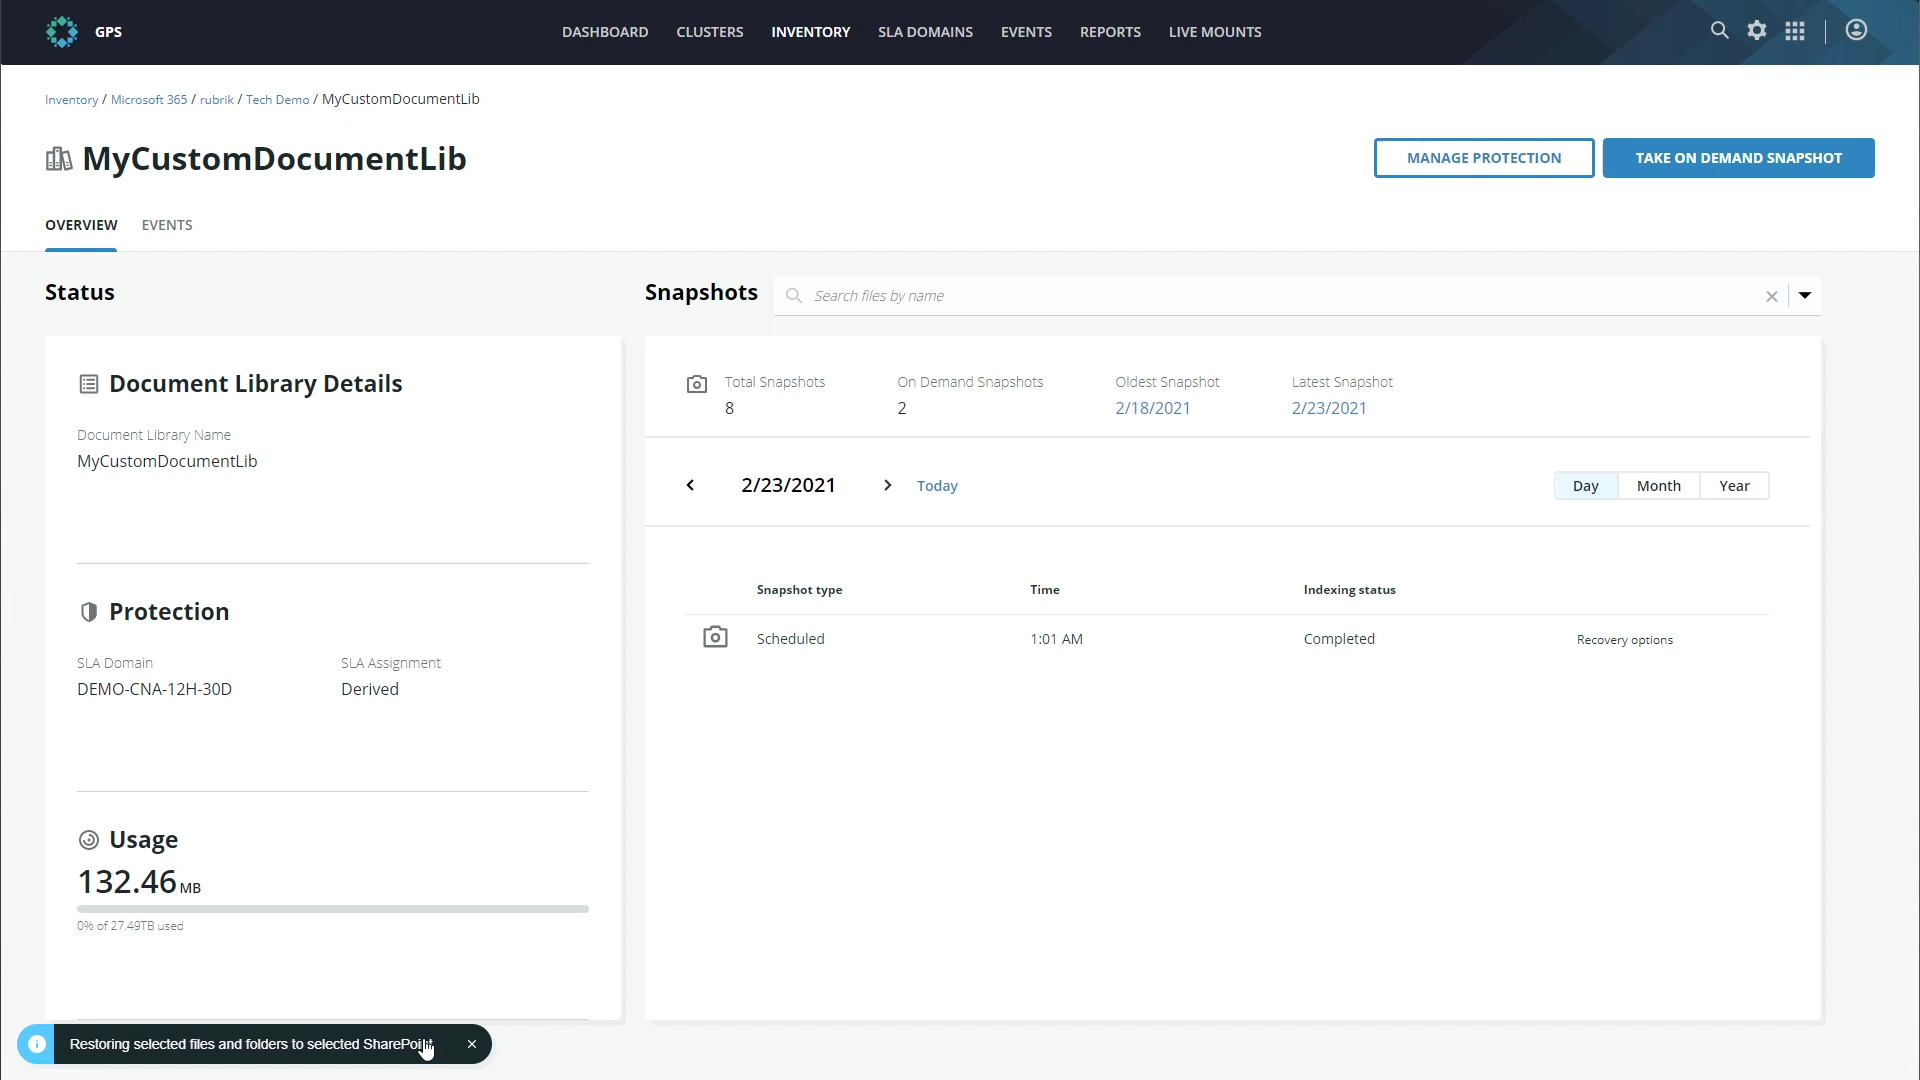 GPS
DASHBOARD CLUSTERS INVENTORY SLA DOMAINS EVENTS REPORTS LIVE MOUNTS
Inventory / Microsoft 365 / rubrik / Tech Demo / MyCustomDocumentLib
MyCustomDocumentLib
MANAGE PROTECTION
TAKE ON DEMAND SNAPSHOT
OVERVIEW EVENTS
Status
Document Library Details
Document Library Name
MyCustomDocumentLib
Protection
SLA Domain SLA Assignment
DEMO-CNA-12H-30D Derived
Usage
132.46 MB
0% of 27.49TB used
Snapshots
Search files by name
Total Snapshots On Demand Snapshots Oldest Snapshot Latest Snapshot
8 2 2/18/2021 2/23/2021
2/23/2021 Today
Day Month Year
Snapshot type Time Indexing status
Scheduled 1:01 AM Completed Recovery options
Restoring selected files and folders to selected SharePoint